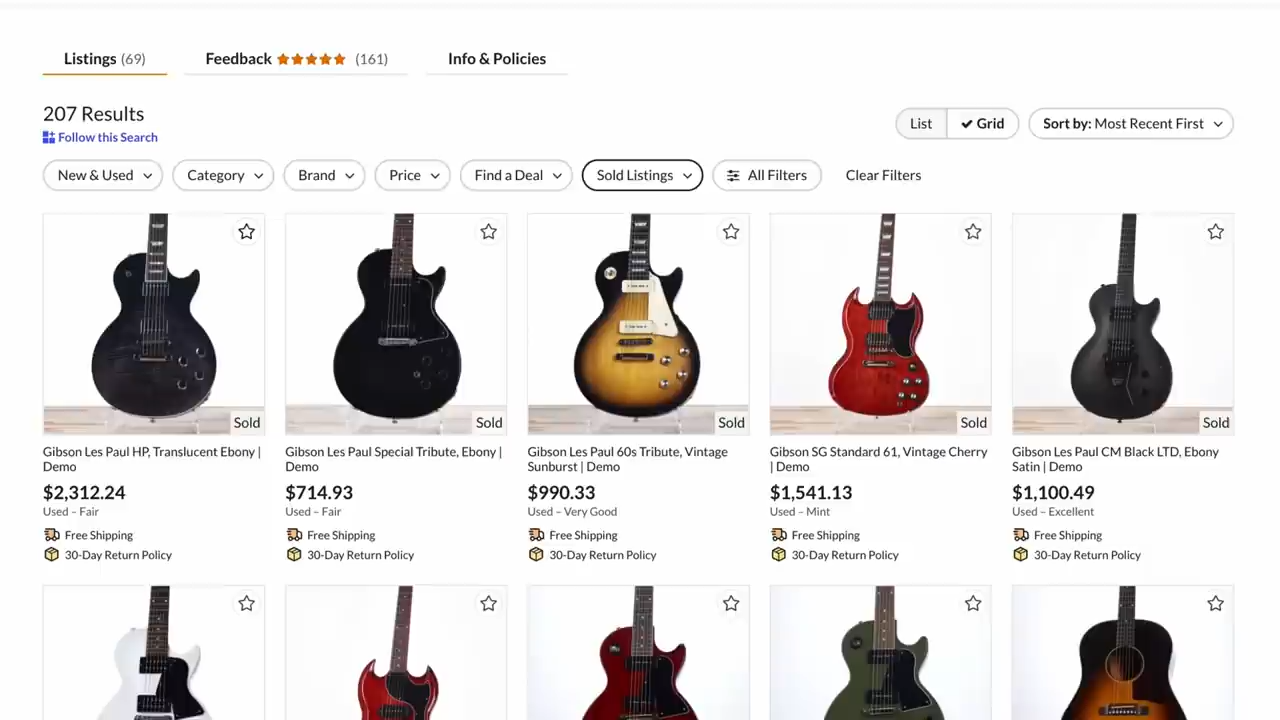 Listings (69)
Feedback (161)
Info & Policies
207 Results
Follow this Search
List
Grid
Sort by: Most Recent First
New & Used
Category
Brand
Price
Find a Deal
Sold Listings
All Filters
Clear Filters
Sold
Sold
Sold
Sold
Sold
Gibson Les Paul HP, Translucent Ebony |
Demo
$2,312.24
Used – Fair
Free Shipping
30-Day Return Policy
Gibson Les Paul Special Tribute, Ebony |
Demo
$714.93
Used – Fair
Free Shipping
30-Day Return Policy
Gibson Les Paul 60s Tribute, Vintage
Sunburst | Demo
$990.33
Used – Very Good
Free Shipping
30-Day Return Policy
Gibson SG Standard 61, Vintage Cherry
| Demo
$1,541.13
Used – Mint
Free Shipping
30-Day Return Policy
Gibson Les Paul CM Black LTD, Ebony
Satin | Demo
$1,100.49
Used – Excellent
Free Shipping
30-Day Return Policy